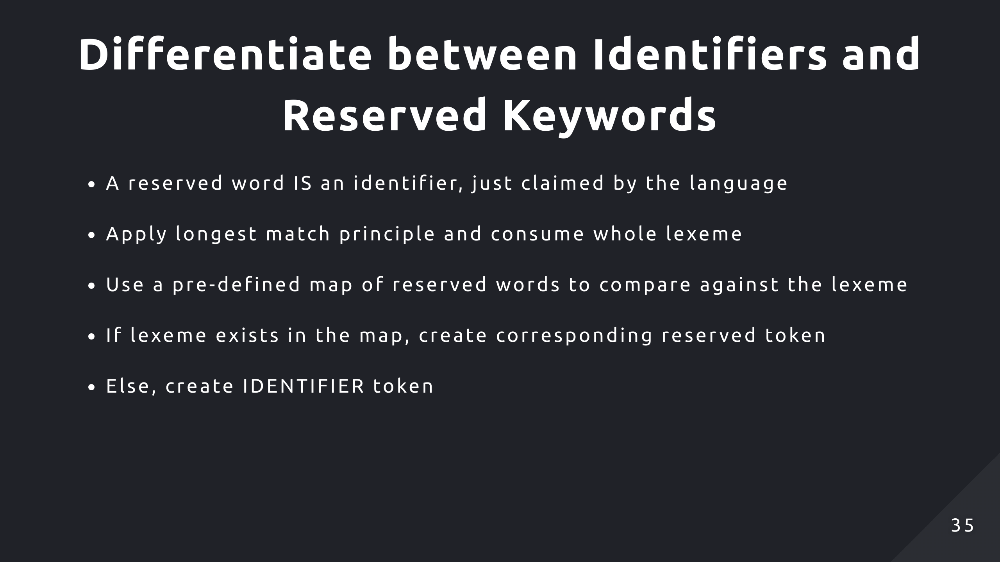 Differentiate between Identifiers and
Reserved Keywords
• A reserved word IS an identifier, just claimed by the language
• Apply longest match principle and consume whole lexeme
• Use a pre-defined map of reserved words to compare against the lexeme
• If lexeme exists in the map, create corresponding reserved token
• Else, create IDENTIFIER token
35